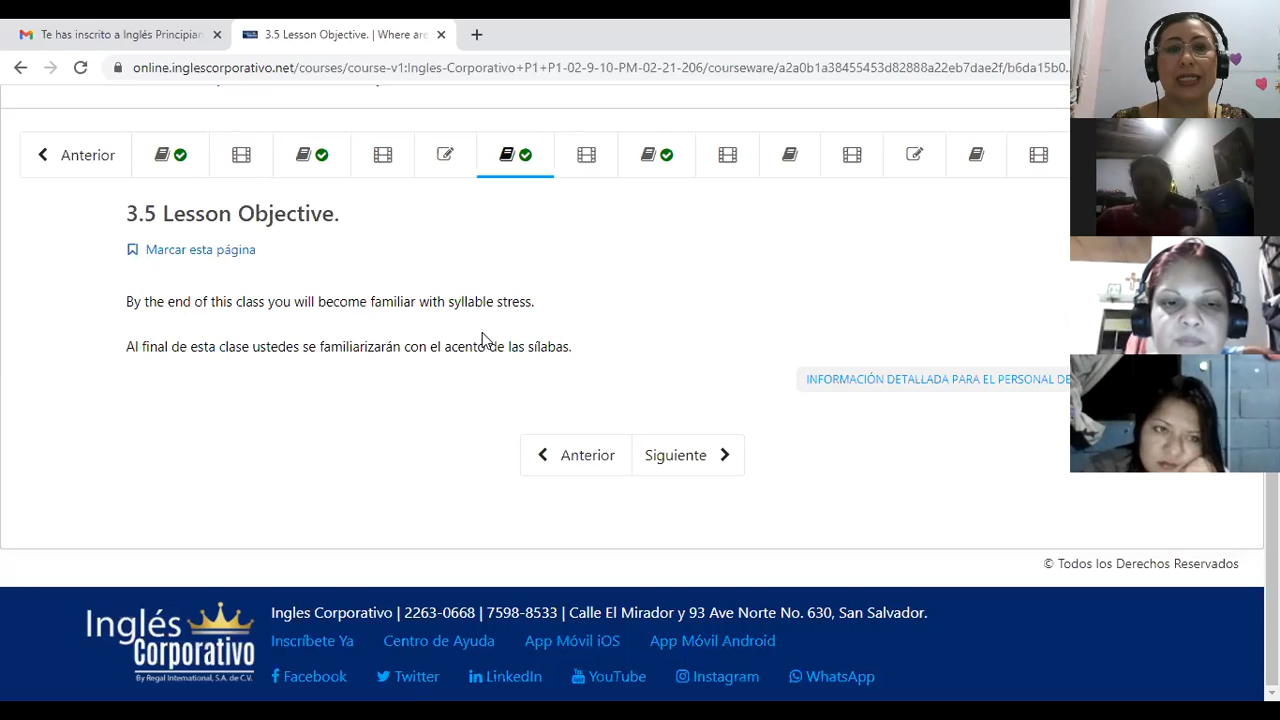 Te has inscrito a Inglés Principian
3.5 Lesson Objective. | Where are
online.inglescorporativo.net/courses/course-v1:Ingles-Corporativo+P1+P1-02-9-10-PM-02-21-206/courseware/a2a0b1a38455453d82888a22eb7dae2f/b6da15b0...
Anterior
3.5 Lesson Objective.
Marcar esta página
By the end of this class you will become familiar with syllable stress.
Al final de esta clase ustedes se familiarizarán con el acento de las sílabas.
INFORMACIÓN DETALLADA PARA EL PERSONAL DE
Anterior Siguiente
© Todos los Derechos Reservados
Inglés Corporativo
By Regal International, S.A. de C.V.
Ingles Corporativo | 2263-0668 | 7598-8533 | Calle El Mirador y 93 Ave Norte No. 630, San Salvador.
Inscríbete Ya Centro de Ayuda App Móvil iOS App Móvil Android
Facebook Twitter LinkedIn YouTube Instagram WhatsApp